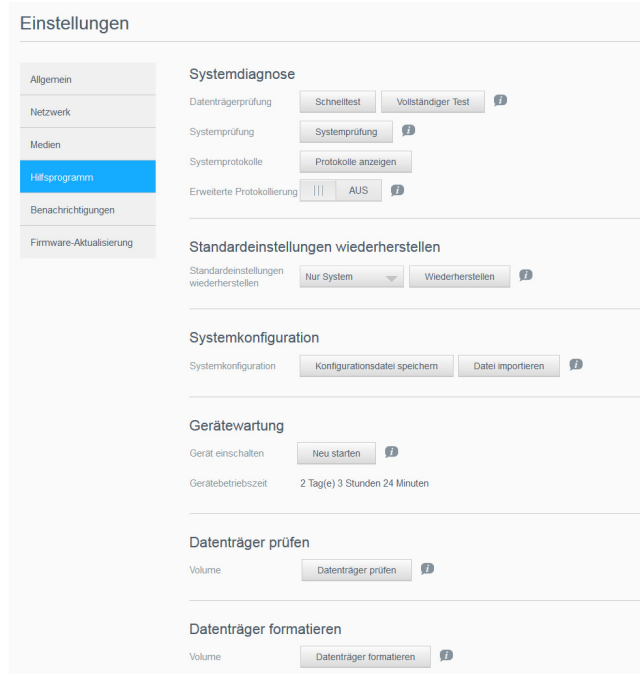 Einstellungen
Allgemein
Netzwerk
Medien
Hilfsprogramm
Benachrichtigungen
Firmware-Aktualisierung
Systemdiagnose
Datenträgerprüfung Schnelltest Vollständiger Test i
Systemprüfung Systemprüfung i
Systemprotokolle Protokolle anzeigen
Erweiterte Protokollierung AUS i
Standardeinstellungen wiederherstellen
Standardeinstellungen
wiederherstellen Nur System Wiederherstellen i
Systemkonfiguration
Systemkonfiguration Konfigurationsdatei speichern Datei importieren i
Gerätewartung
Gerät einschalten Neu starten i
Gerätebetriebszeit 2 Tag(e) 3 Stunden 24 Minuten
Datenträger prüfen
Volume Datenträger prüfen i
Datenträger formatieren
Volume Datenträger formatieren i